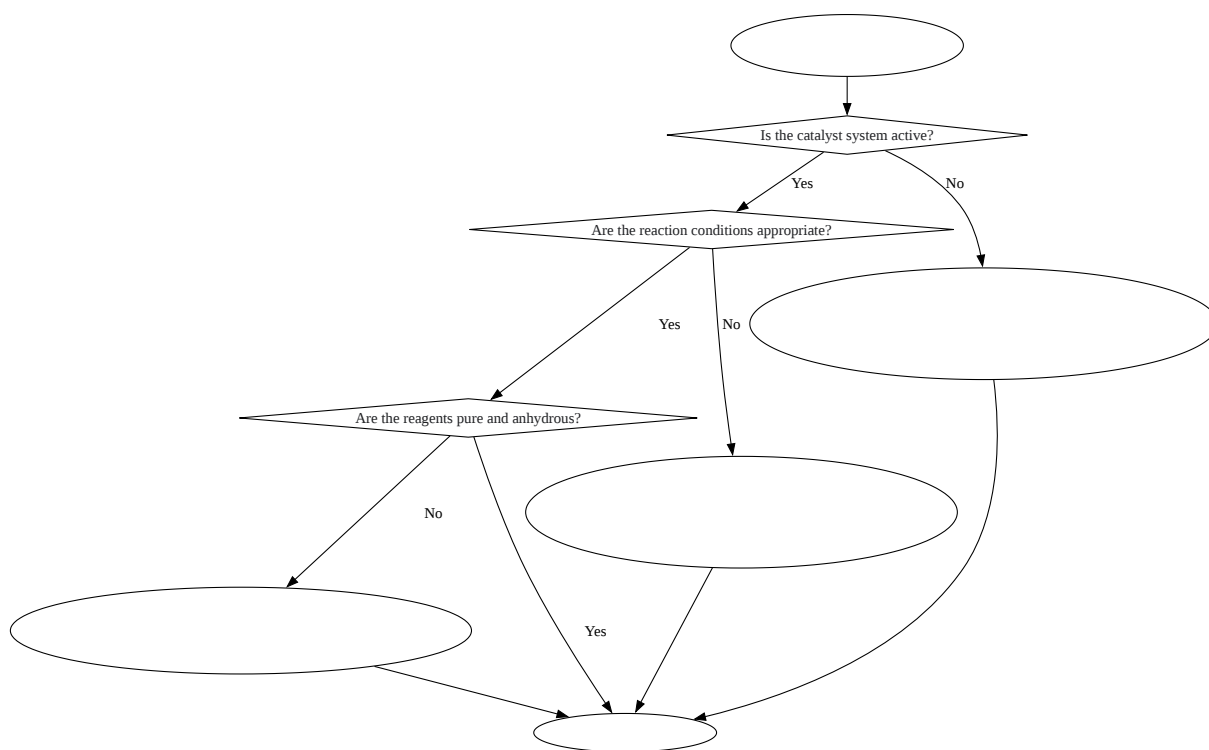 Is the catalyst system active?
Yes
No
Are the reaction conditions appropriate?
Yes
No
Are the reagents pure and anhydrous?
No
Yes